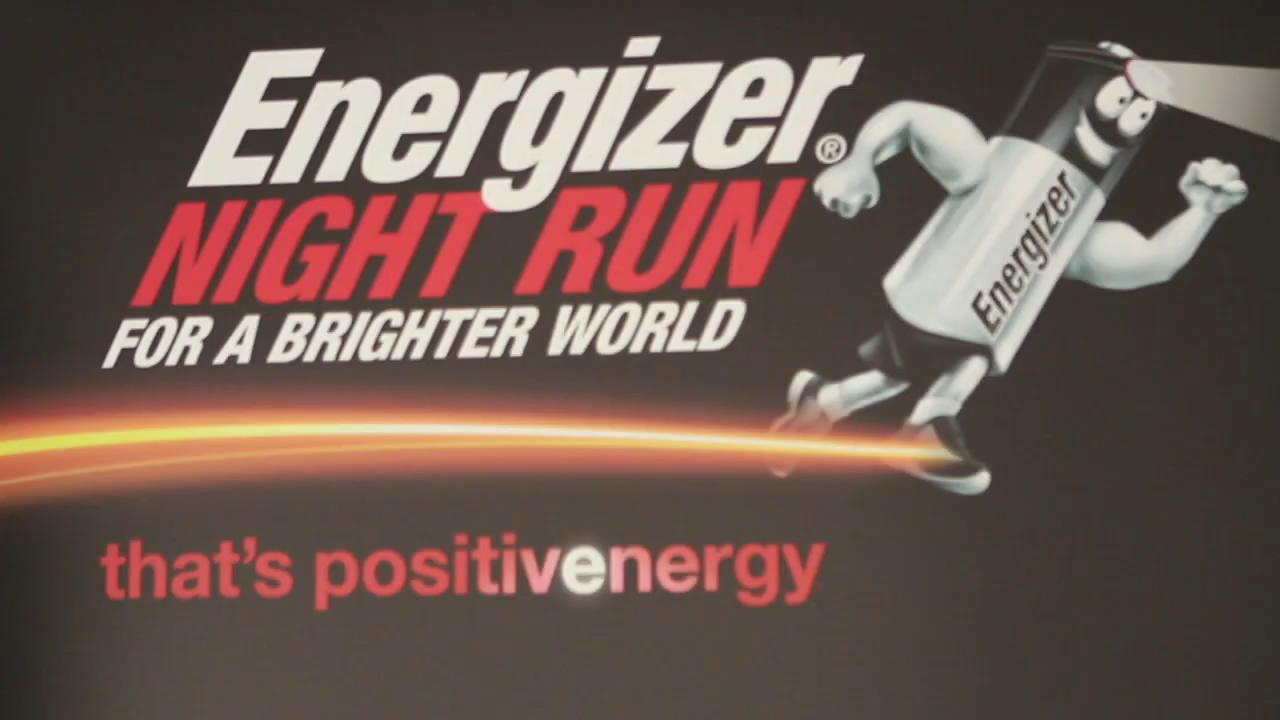 Energizer®
NIGHT RUN
FOR A BRIGHTER WORLD
Energizer
that's positivenergy